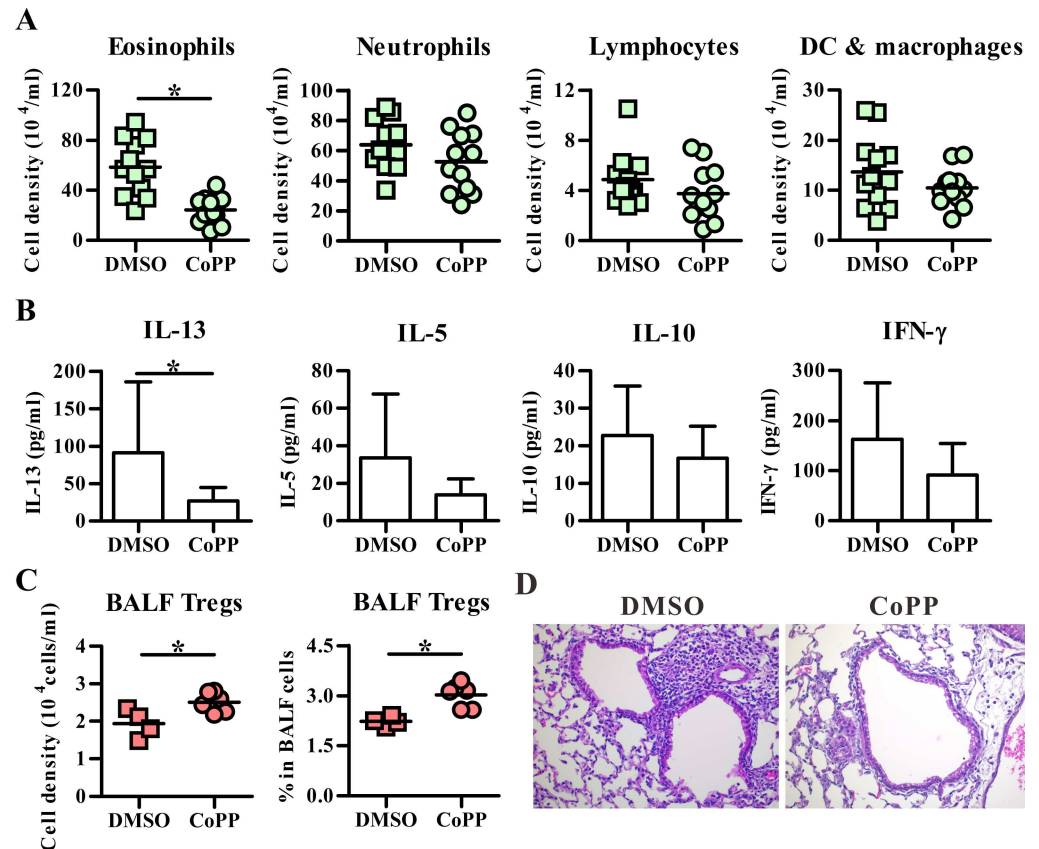 A
Eosinophils
Neutrophils
Lymphocytes
DC & macrophages
Cell density (10⁴/ml)
120
80
40
0
*
DMSO CoPP
Cell density (10⁴/ml)
100
80
60
40
20
0
DMSO CoPP
Cell density (10⁴/ml)
12
8
4
0
DMSO CoPP
Cell density (10⁴/ml)
30
20
10
0
DMSO CoPP
B
IL-13
IL-5
IL-10
IFN-γ
IL-13 (pg/ml)
200
150
100
50
0
*
DMSO CoPP
IL-5 (pg/ml)
80
60
40
20
0
DMSO CoPP
IL-10 (pg/ml)
40
30
20
10
0
DMSO CoPP
IFN-γ (pg/ml)
300
200
100
0
DMSO CoPP
C
BALF Tregs
BALF Tregs
Cell density (10⁴ cells/ml)
4
3
2
1
0
*
DMSO CoPP
% in BALF cells
4.5
3.0
1.5
0.0
*
DMSO CoPP
D
DMSO
CoPP